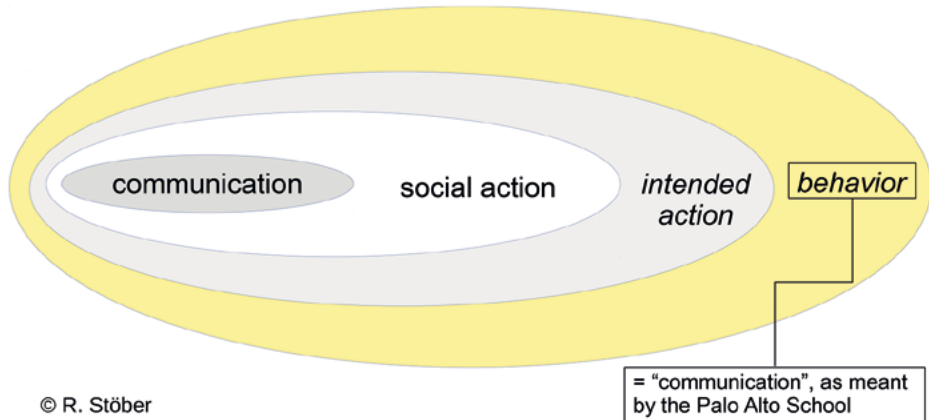 communication
social action
intended
action
behavior
= “communication”, as meant
by the Palo Alto School
© R. Stöber